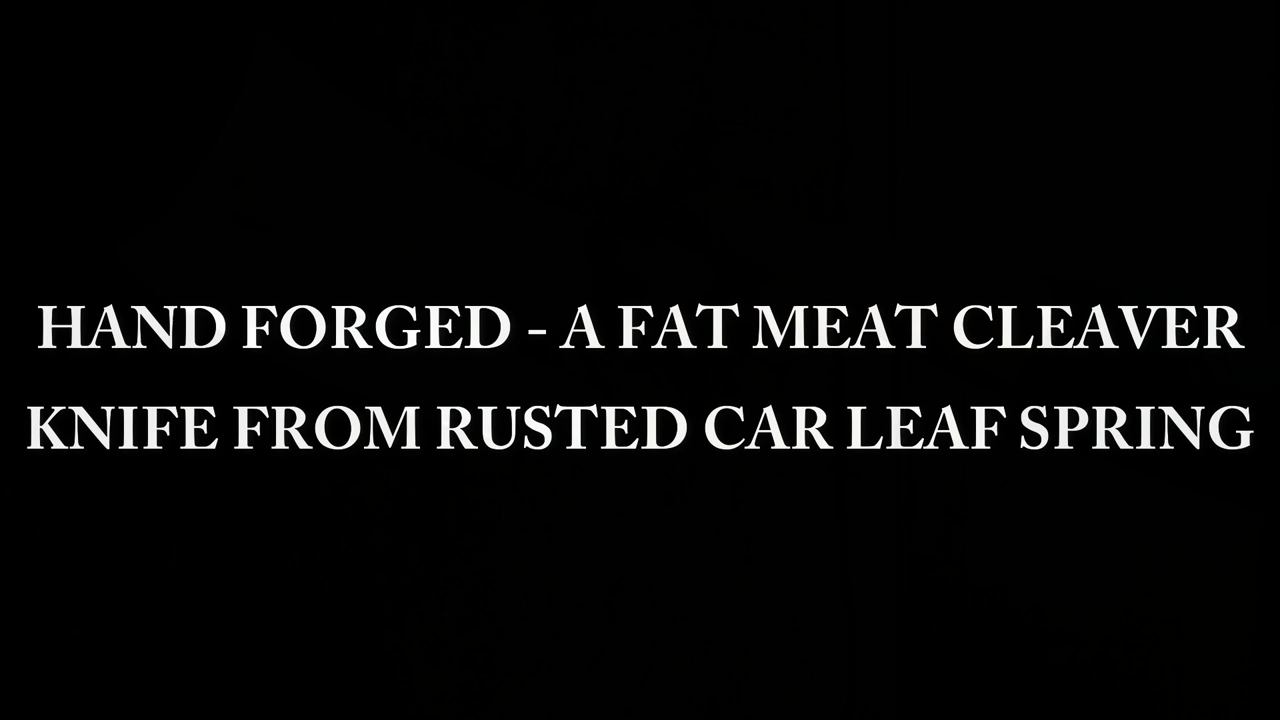 HAND FORGED - A FAT MEAT CLEAVER
KNIFE FROM RUSTED CAR LEAF SPRING